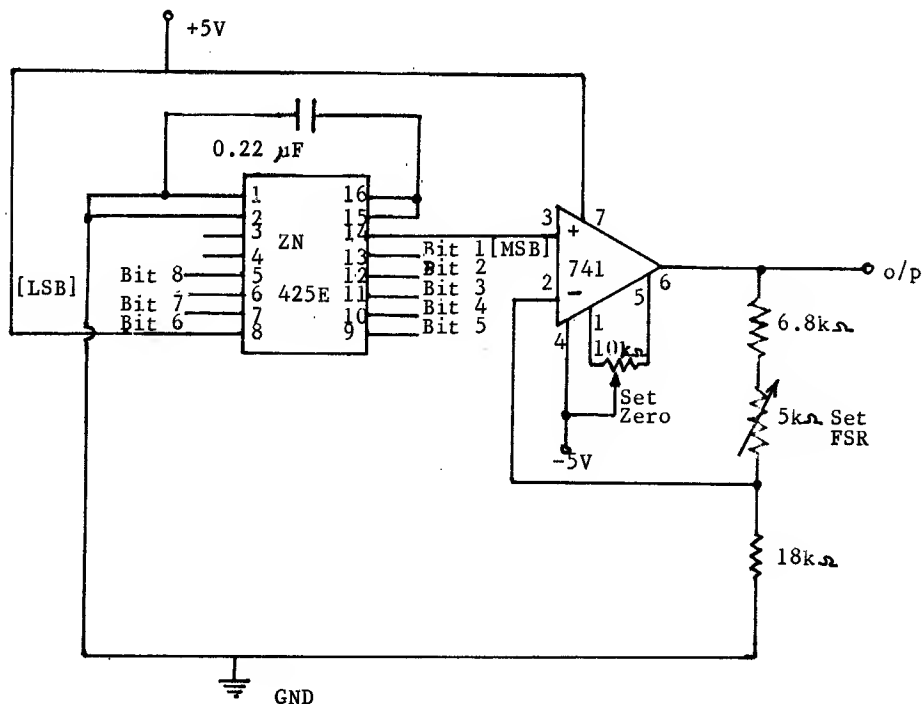 +5V
0.22 µF
1
2
3
4
5
6
7
8
16
15
14
13
12
11
10
9
ZN
425E
[LSB]
Bit 8
Bit 7
Bit 6
Bit 1[MSB]
Bit 2
Bit 3
Bit 4
Bit 5
3
+
7
2
-
741
6
5
1
4
10kΩ
Set
Zero
-5V
o/p
6.8kΩ
5kΩ Set
FSR
18kΩ
GND